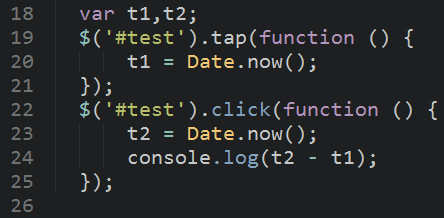 18 var t1,t2;
19 $('#test').tap(function () {
20 t1 = Date.now();
21 });
22 $('#test').click(function () {
23 t2 = Date.now();
24 console.log(t2 - t1);
25 });
26